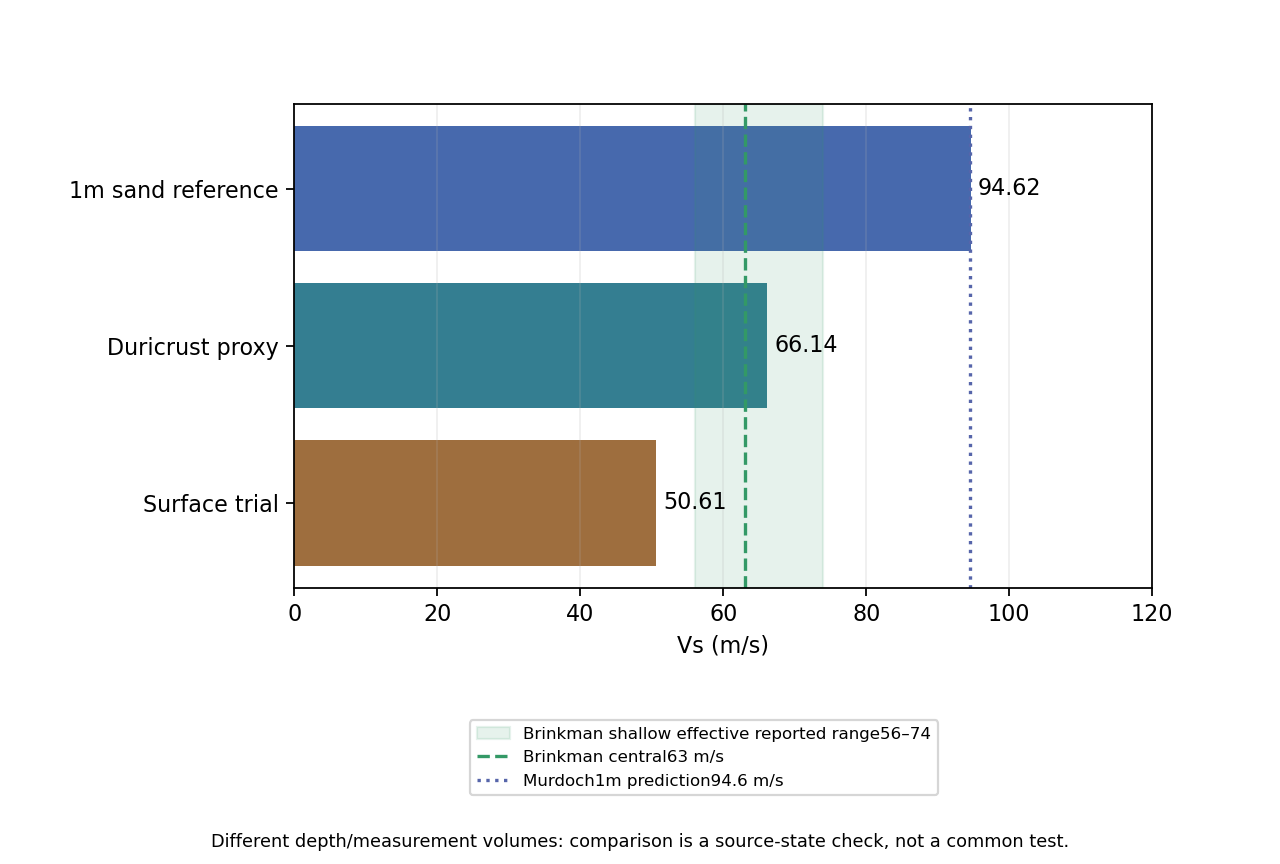 1m sand reference
94.62
Duricrust proxy
66.14
Surface trial
50.61
0 20 40 60 80 100 120
Vs (m/s)
Brinkman shallow effective reported range56–74
Brinkman central63 m/s
Murdoch1m prediction94.6 m/s
Different depth/measurement volumes: comparison is a source-state check, not a common test.